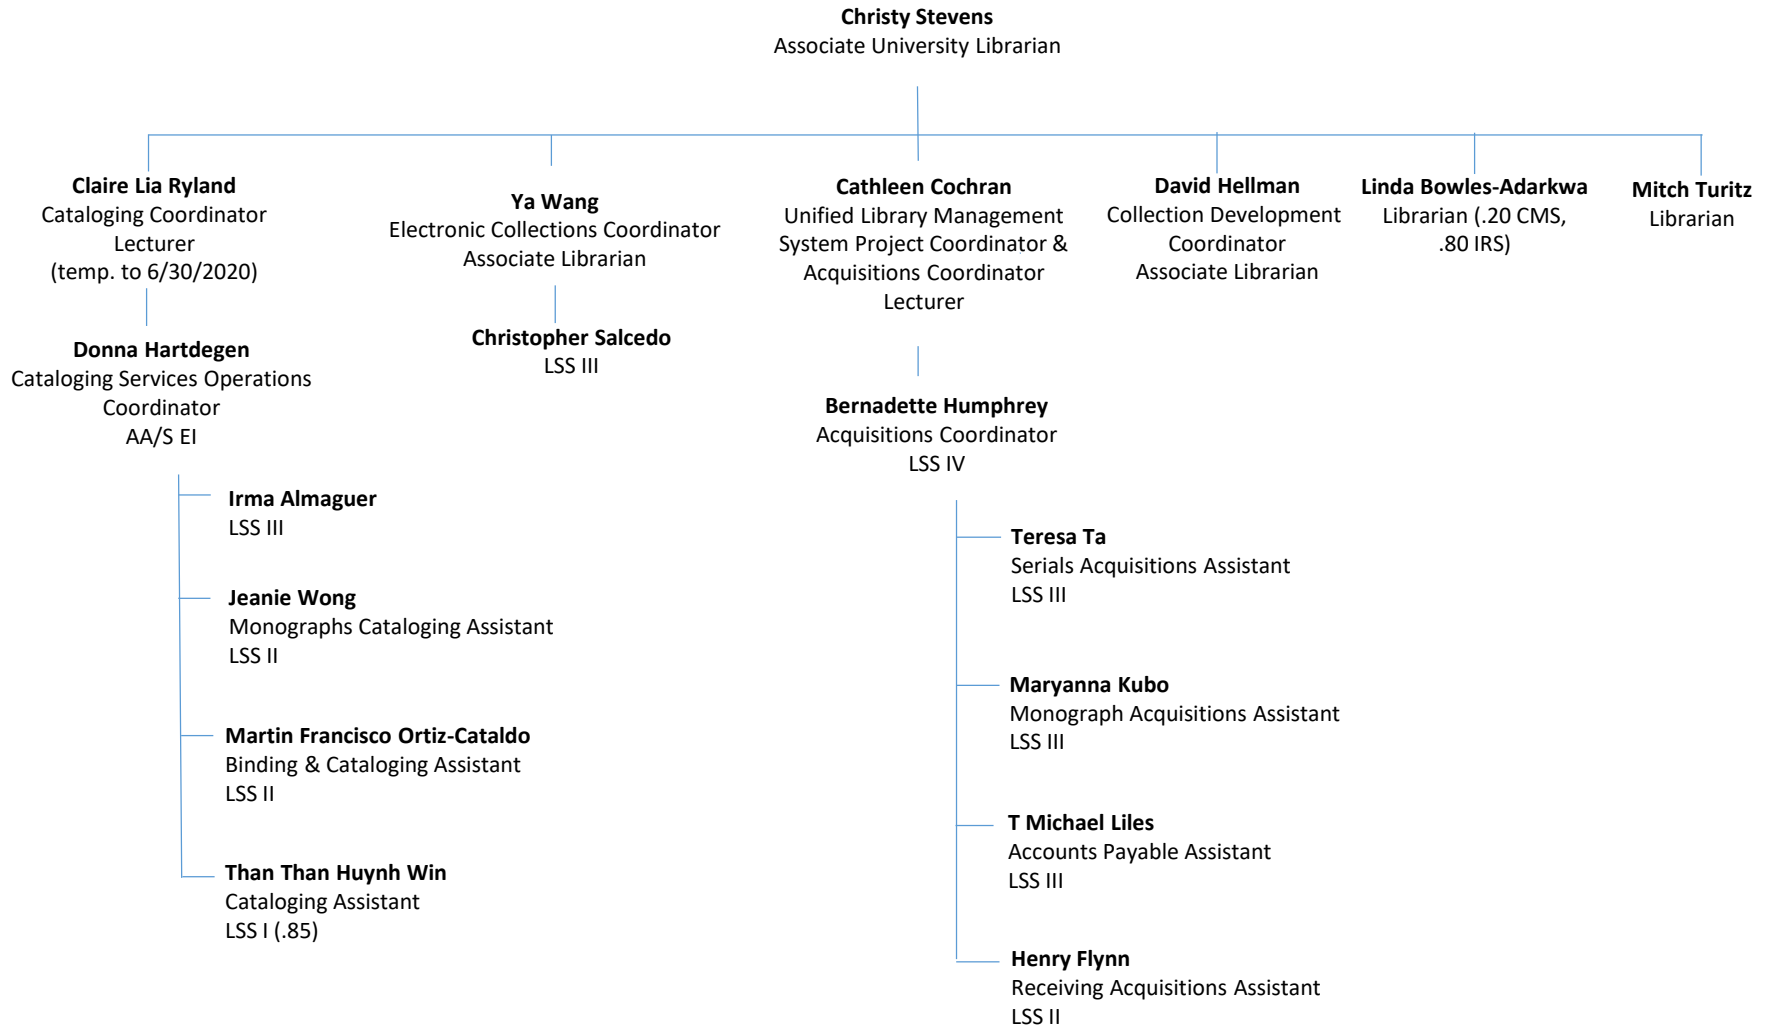 Christy Stevens
Associate University Librarian
Claire Lia Ryland
Cataloging Coordinator
Lecturer
(temp. to 6/30/2020)
Ya Wang
Electronic Collections Coordinator
Associate Librarian
Cathleen Cochran
Unified Library Management
System Project Coordinator &
Acquisitions Coordinator
Lecturer
David Hellman
Collection Development
Coordinator
Associate Librarian
Linda Bowles-Adarkwa
Librarian (.20 CMS,
.80 IRS)
Mitch Turitz
Librarian
Donna Hartdegen
Cataloging Services Operations
Coordinator
AA/S EI
Christopher Salcedo
LSS III
Bernadette Humphrey
Acquisitions Coordinator
LSS IV
Irma Almaguer
LSS III
Jeanie Wong
Monographs Cataloging Assistant
LSS II
Martin Francisco Ortiz-Cataldo
Binding & Cataloging Assistant
LSS II
Than Than Huynh Win
Cataloging Assistant
LSS I (.85)
Teresa Ta
Serials Acquisitions Assistant
LSS III
Maryanna Kubo
Monograph Acquisitions Assistant
LSS III
T Michael Liles
Accounts Payable Assistant
LSS III
Henry Flynn
Receiving Acquisitions Assistant
LSS II